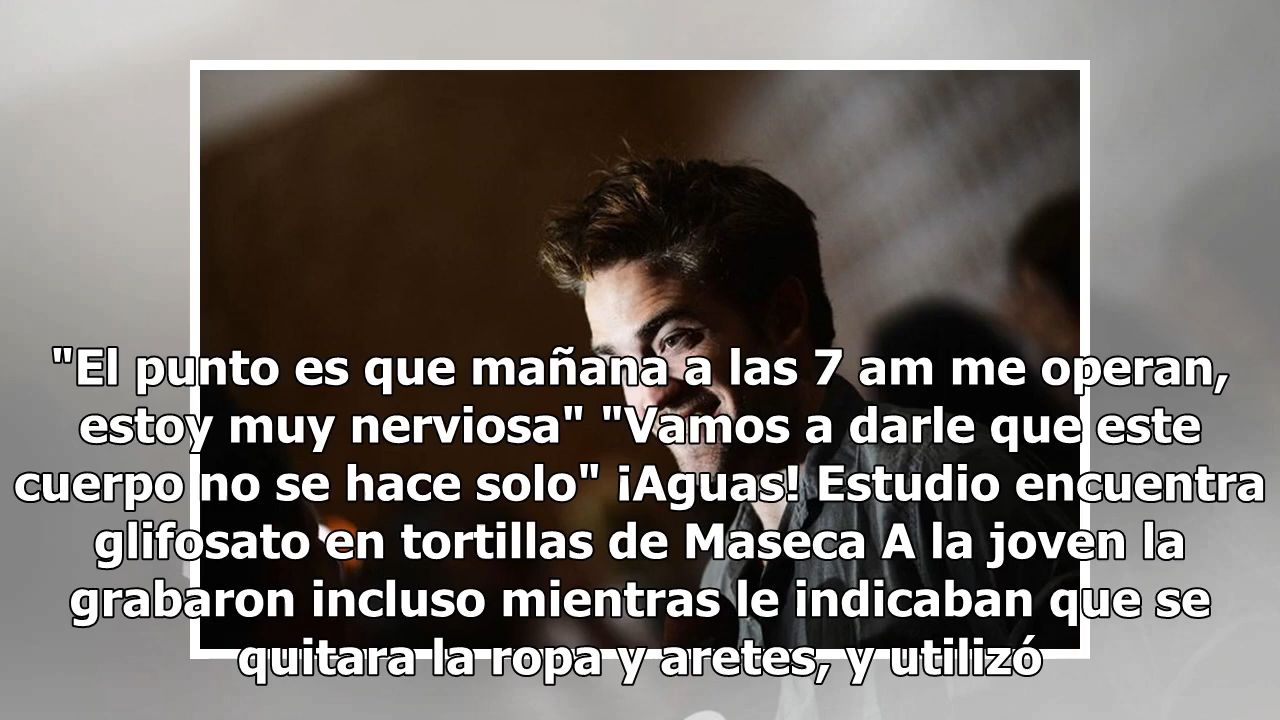 "El punto es que mañana a las 7 am me operan,
estoy muy nerviosa" "Vamos a darle que este
cuerpo no se hace solo" ¡Aguas! Estudio encuentra
glifosato en tortillas de Maseca A la joven la
grabaron incluso mientras le indicaban que se
quitara la ropa y aretes, y utilizó